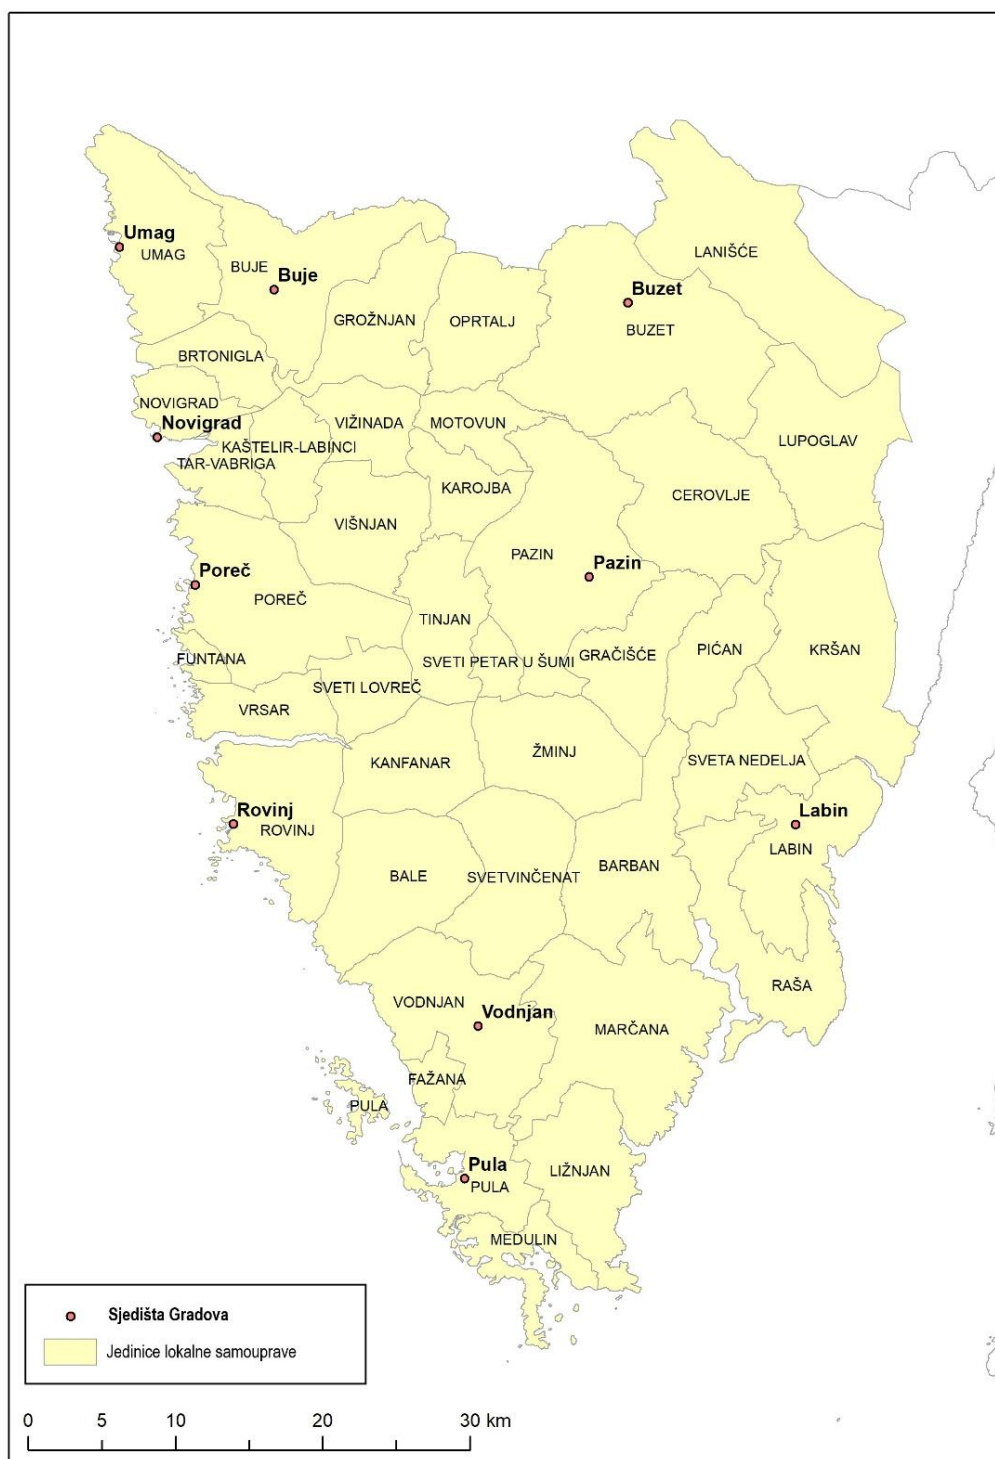 Umag
UMAG
BUJE
Buje
LANIŠĆE
Buzet
BUZET
GROŽNJAN
OPRTALJ
BRTONIGLA
NOVIGRAD
Novigrad
VIŽINADA
MOTOVUN
LUPOGLAV
KAŠTELIR-LABINCI
TAR-VABRIGA
KAROJBA
CEROVLJE
VIŠNJAN
PAZIN
Pazin
Poreč
POREČ
TINJAN
FUNTANA
SVETI PETAR U ŠUMI
GRAČIŠĆE
PIĆAN
KRŠAN
SVETI LOVREČ
VRSAR
KANFANAR
ŽMINJ
SVETA NEDELJA
Rovinj
ROVINJ
Labin
LABIN
BALE
SVETVINČENAT
BARBAN
RAŠA
VODNJAN
Vodnjan
MARČANA
FAŽANA
PULA
Pula
PULA
LIŽNJAN
MEDULIN
Sjedišta Gradova
Jedinice lokalne samouprave
0 5 10 20 30 km